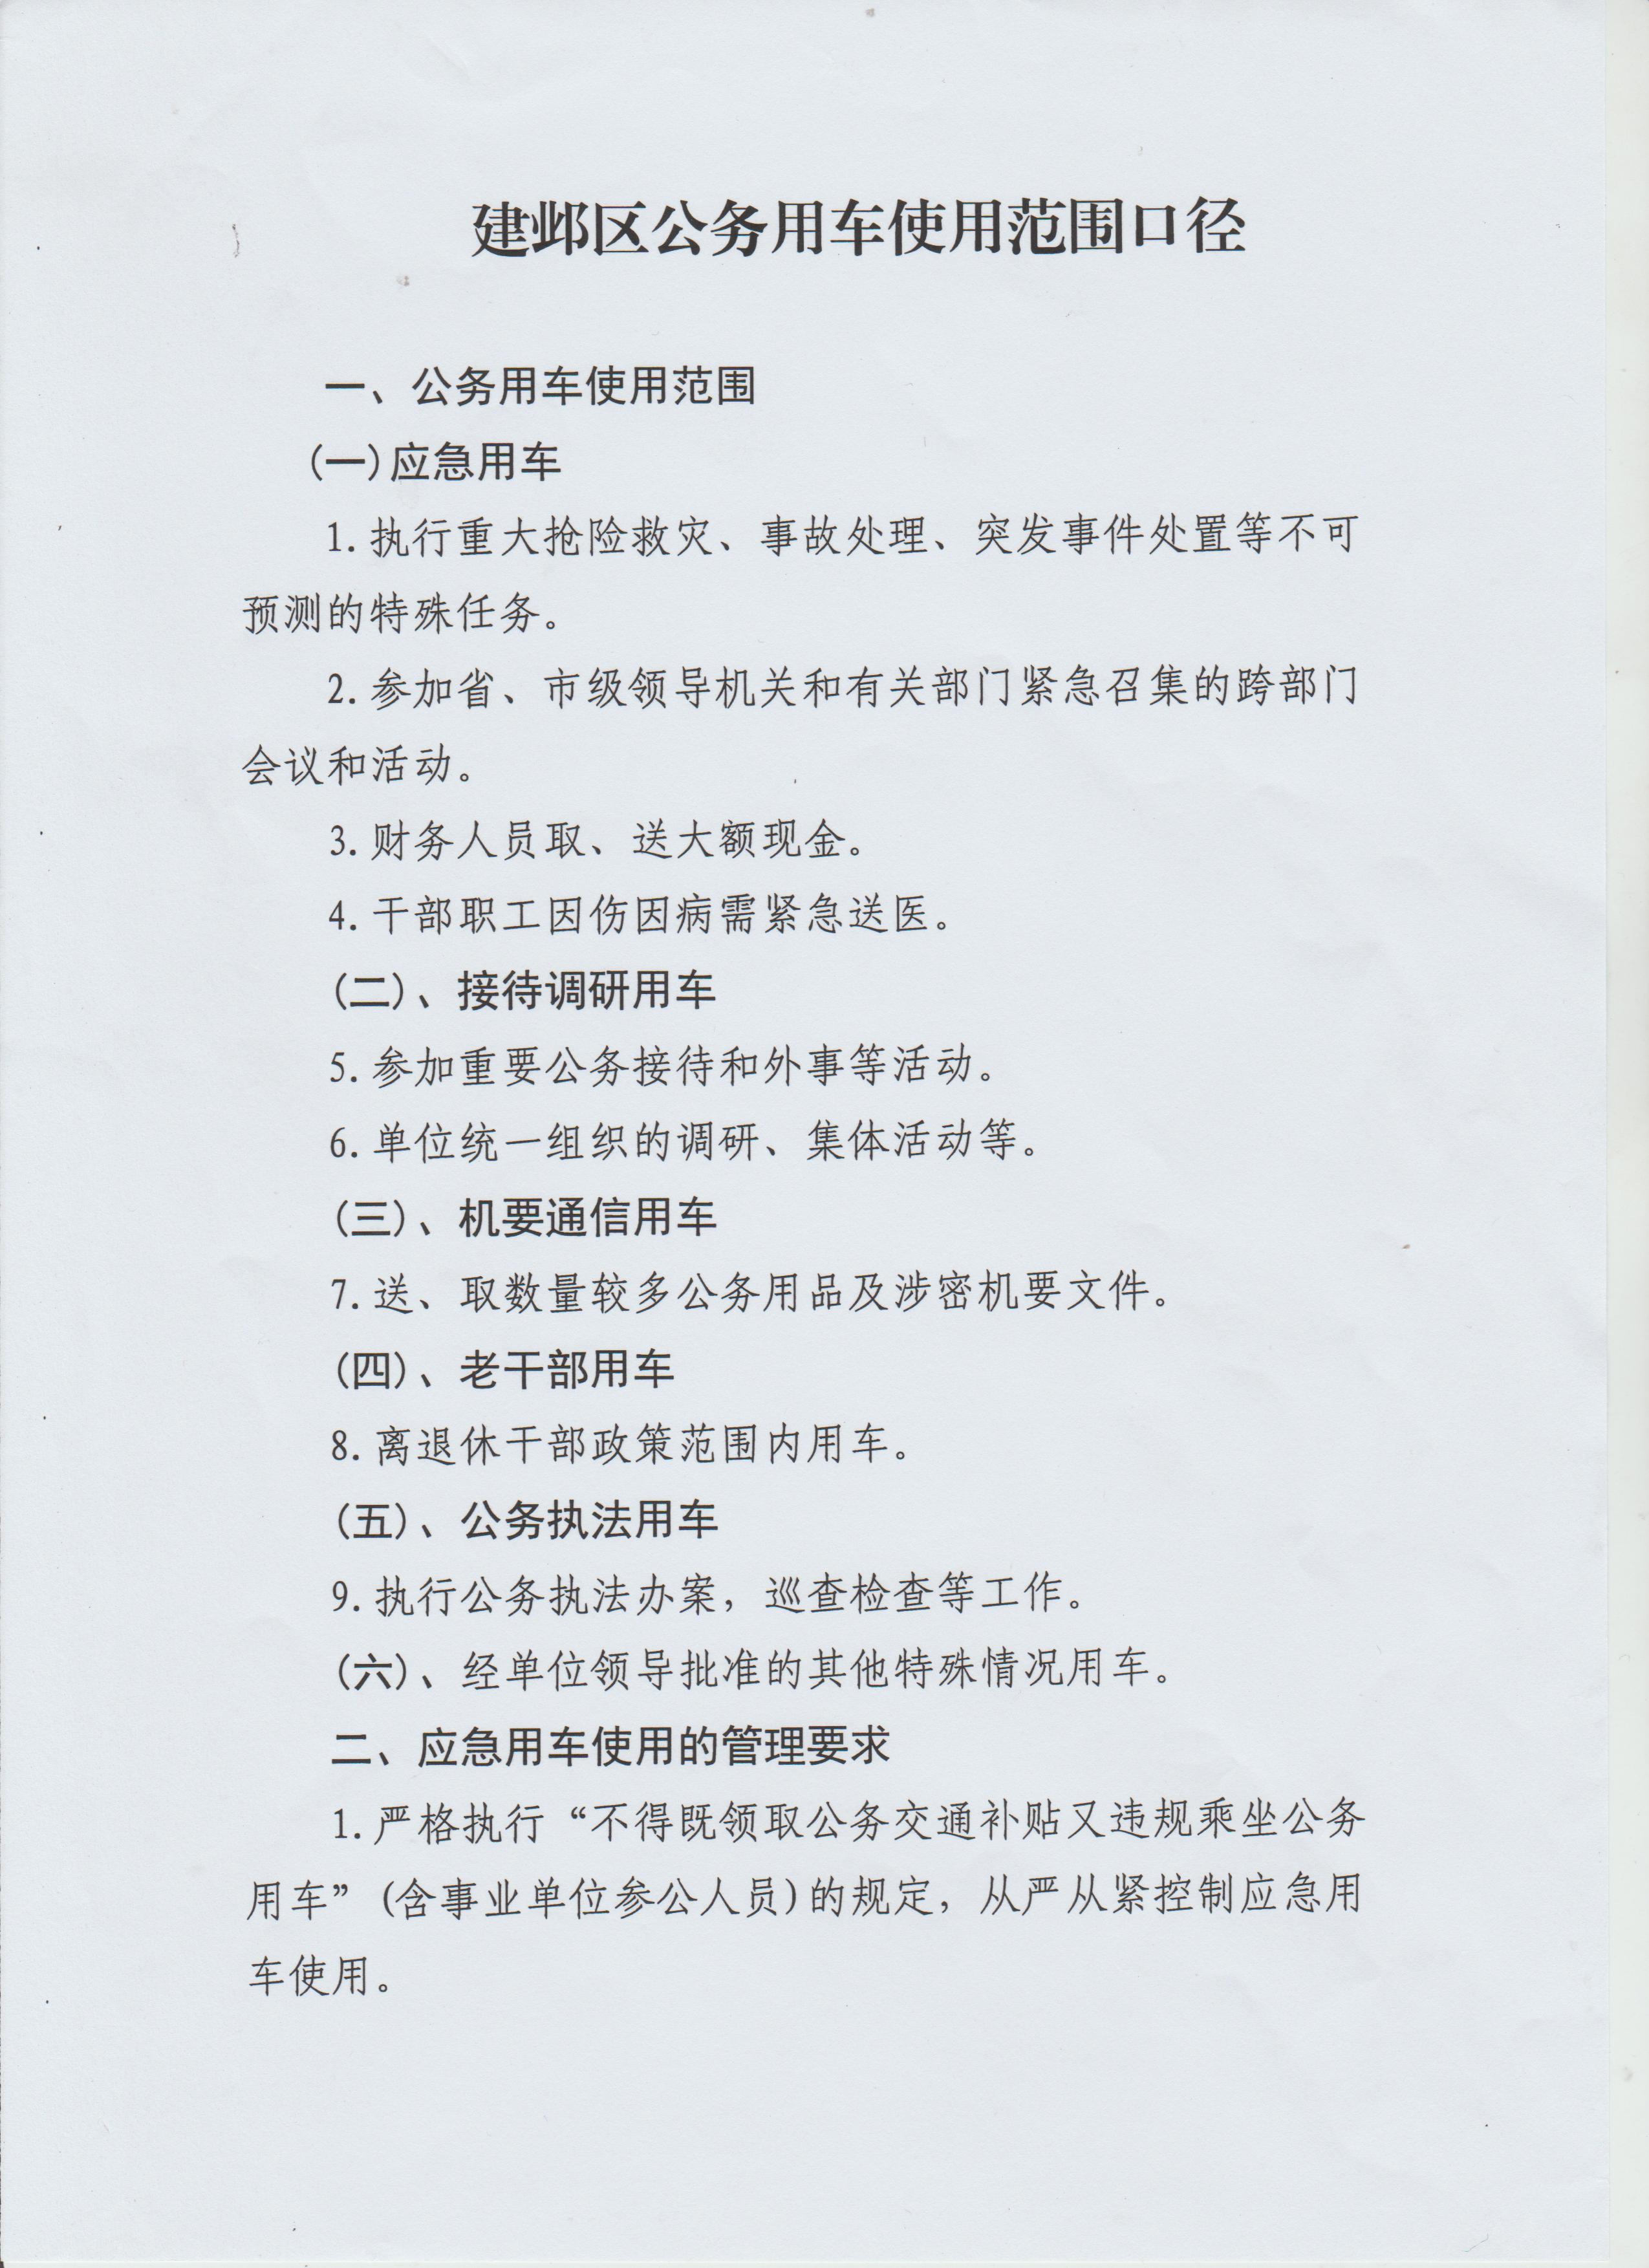 建邺区公务用车使用范围口径
一、公务用车使用范围
(一)应急用车
1.执行重大抢险救灾、事故处理、突发事件处置等不可
预测的特殊任务。
2.参加省、市级领导机关和有关部门紧急召集的跨部门
会议和活动。
3.财务人员取、送大额现金。
4.干部职工因伤因病需紧急送医。
(二)、接待调研用车
5.参加重要公务接待和外事等活动。
6.单位统一组织的调研、集体活动等。
(三)、机要通信用车
7.送、取数量较多公务用品及涉密机要文件。
(四)、老干部用车
8.离退休干部政策范围内用车。
(五)、公务执法用车
9.执行公务执法办案，巡查检查等工作。
(六)、经单位领导批准的其他特殊情况用车。
二、应急用车使用的管理要求
1.严格执行“不得既领取公务交通补贴又违规乘坐公务
用车”(含事业单位参公人员)的规定，从严从紧控制应急用
车使用。